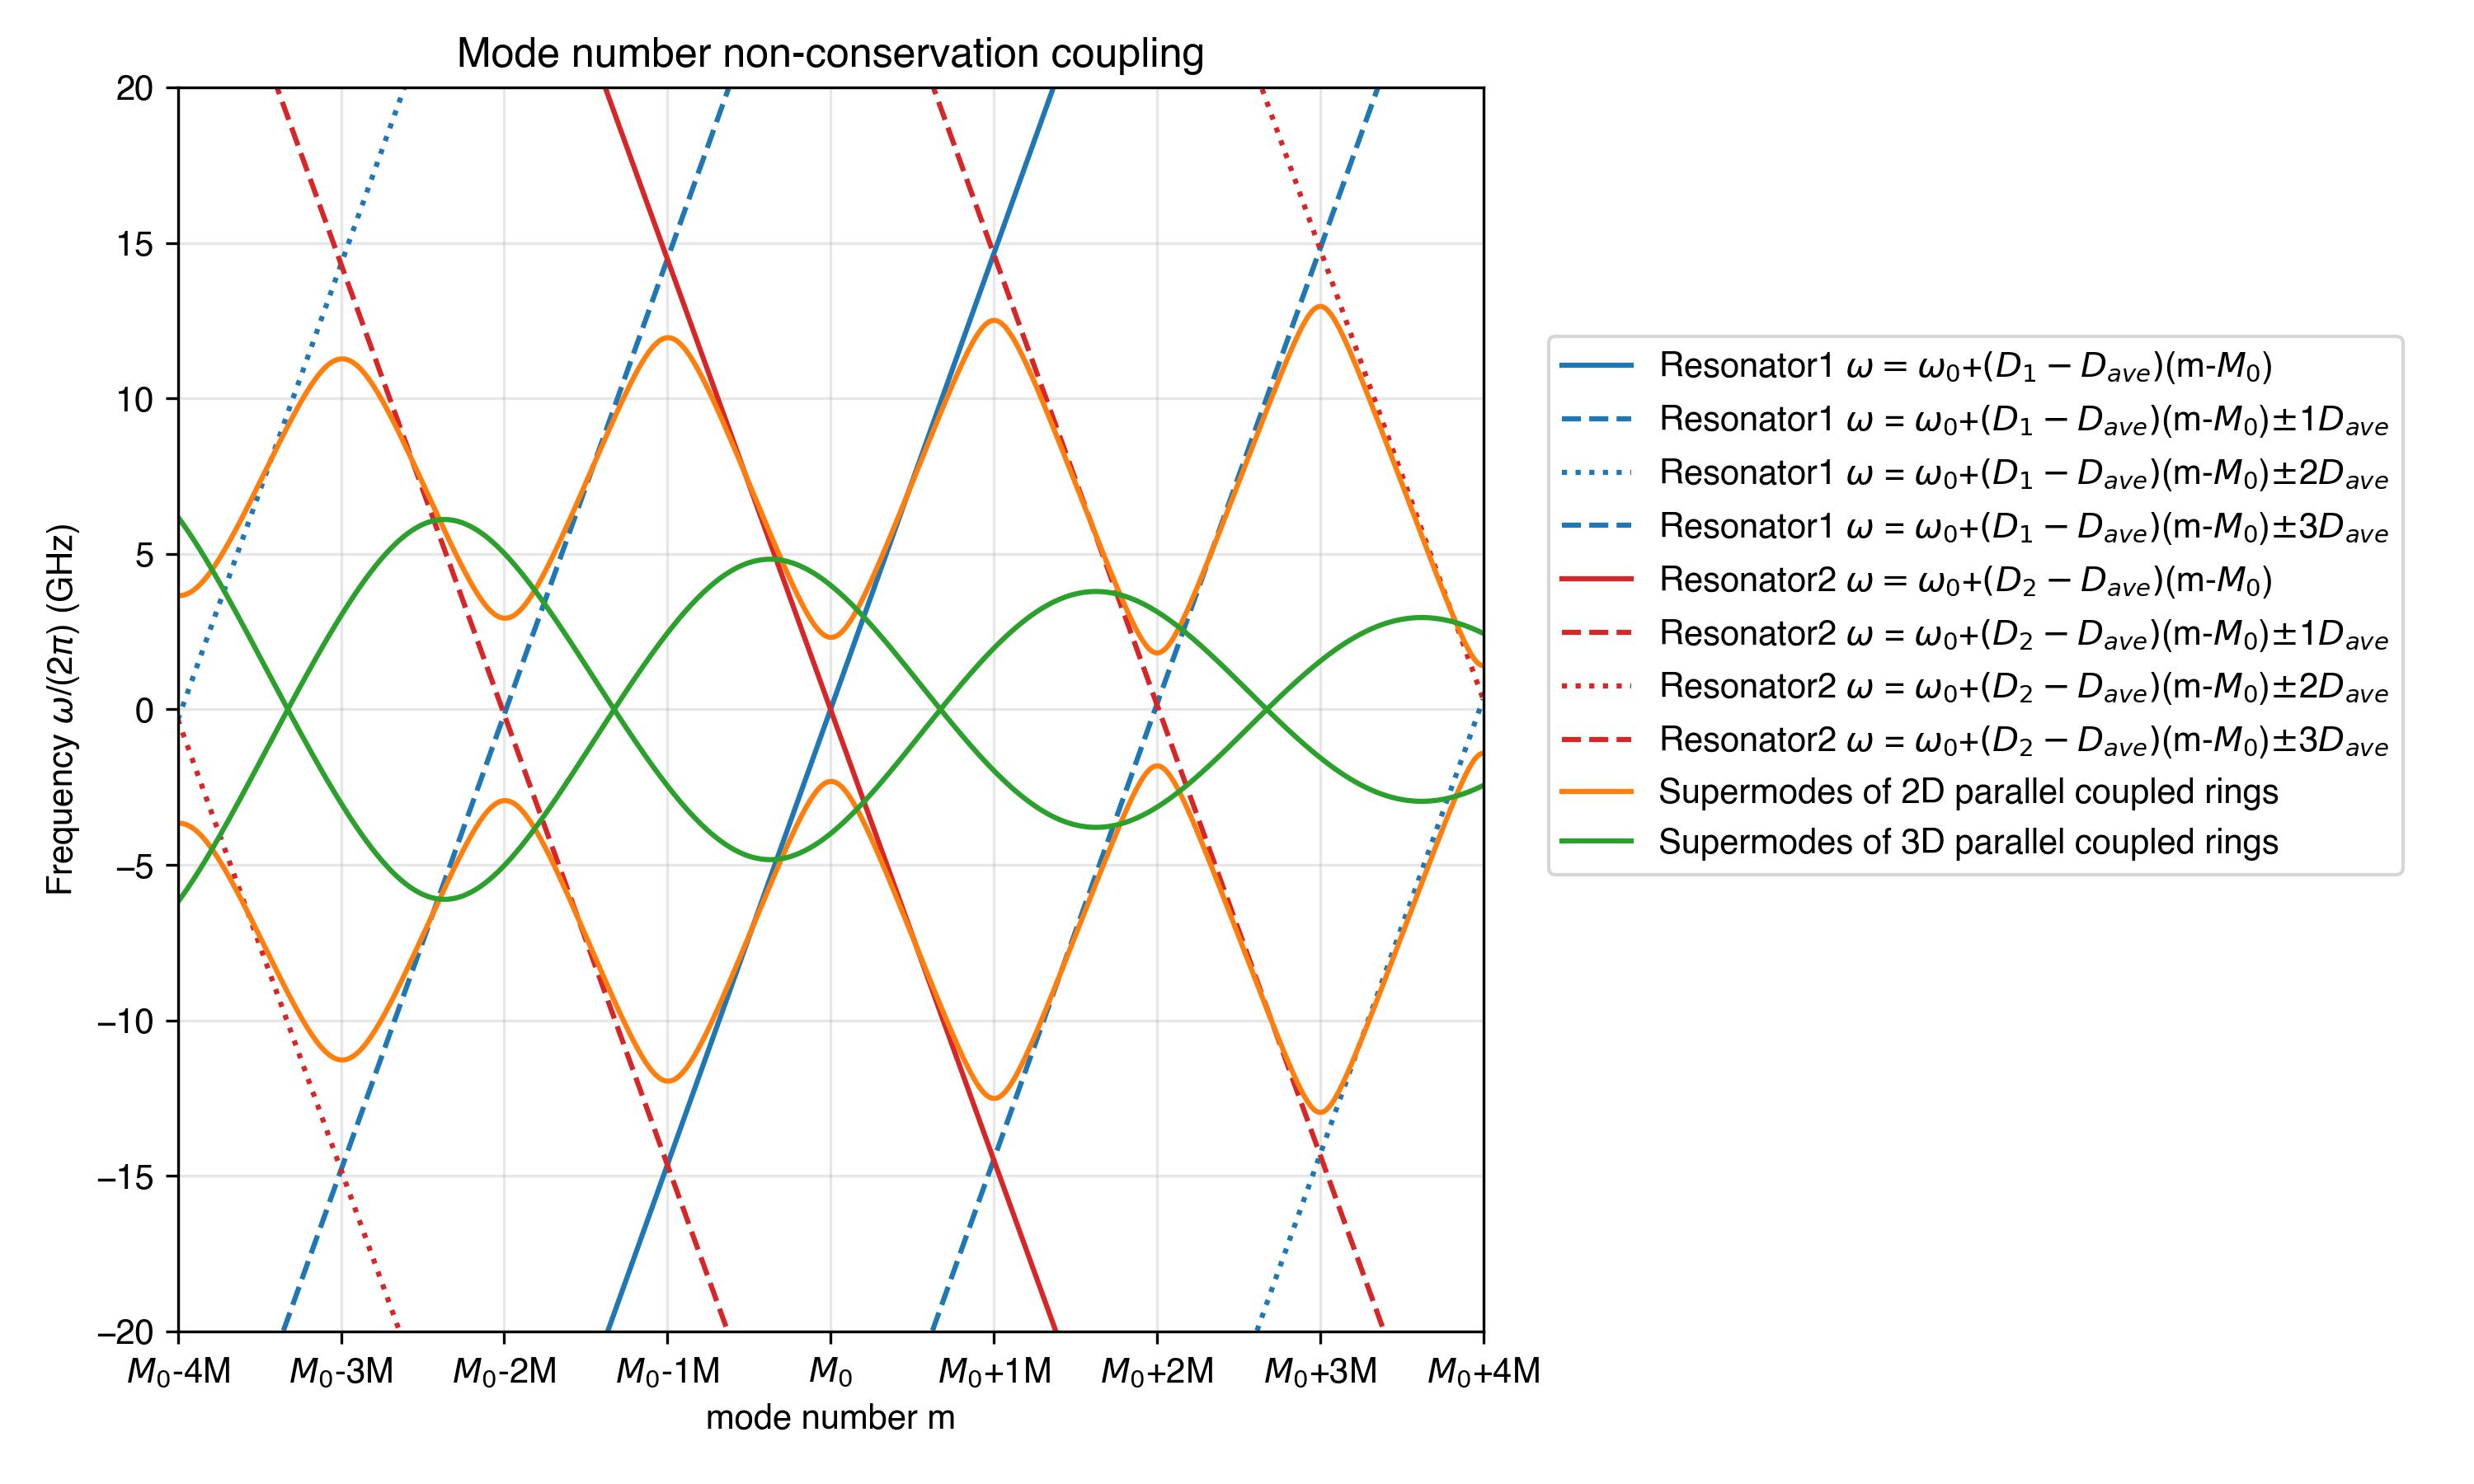 Mode number non-conservation coupling
20
15
10
5
0
−5
−10
−15
−20
Frequency ω/(2π) (GHz)
M₀-4M
M₀-3M
M₀-2M
M₀-1M
M₀
M₀+1M
M₀+2M
M₀+3M
M₀+4M
mode number m
Resonator1 ω = ω₀+(D₁ − D_ave)(m-M₀)
Resonator1 ω = ω₀+(D₁ − D_ave)(m-M₀)±1D_ave
Resonator1 ω = ω₀+(D₁ − D_ave)(m-M₀)±2D_ave
Resonator1 ω = ω₀+(D₁ − D_ave)(m-M₀)±3D_ave
Resonator2 ω = ω₀+(D₂ − D_ave)(m-M₀)
Resonator2 ω = ω₀+(D₂ − D_ave)(m-M₀)±1D_ave
Resonator2 ω = ω₀+(D₂ − D_ave)(m-M₀)±2D_ave
Resonator2 ω = ω₀+(D₂ − D_ave)(m-M₀)±3D_ave
Supermodes of 2D parallel coupled rings
Supermodes of 3D parallel coupled rings